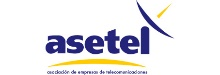 asetel
asociación de empresas de telecomunicaciones